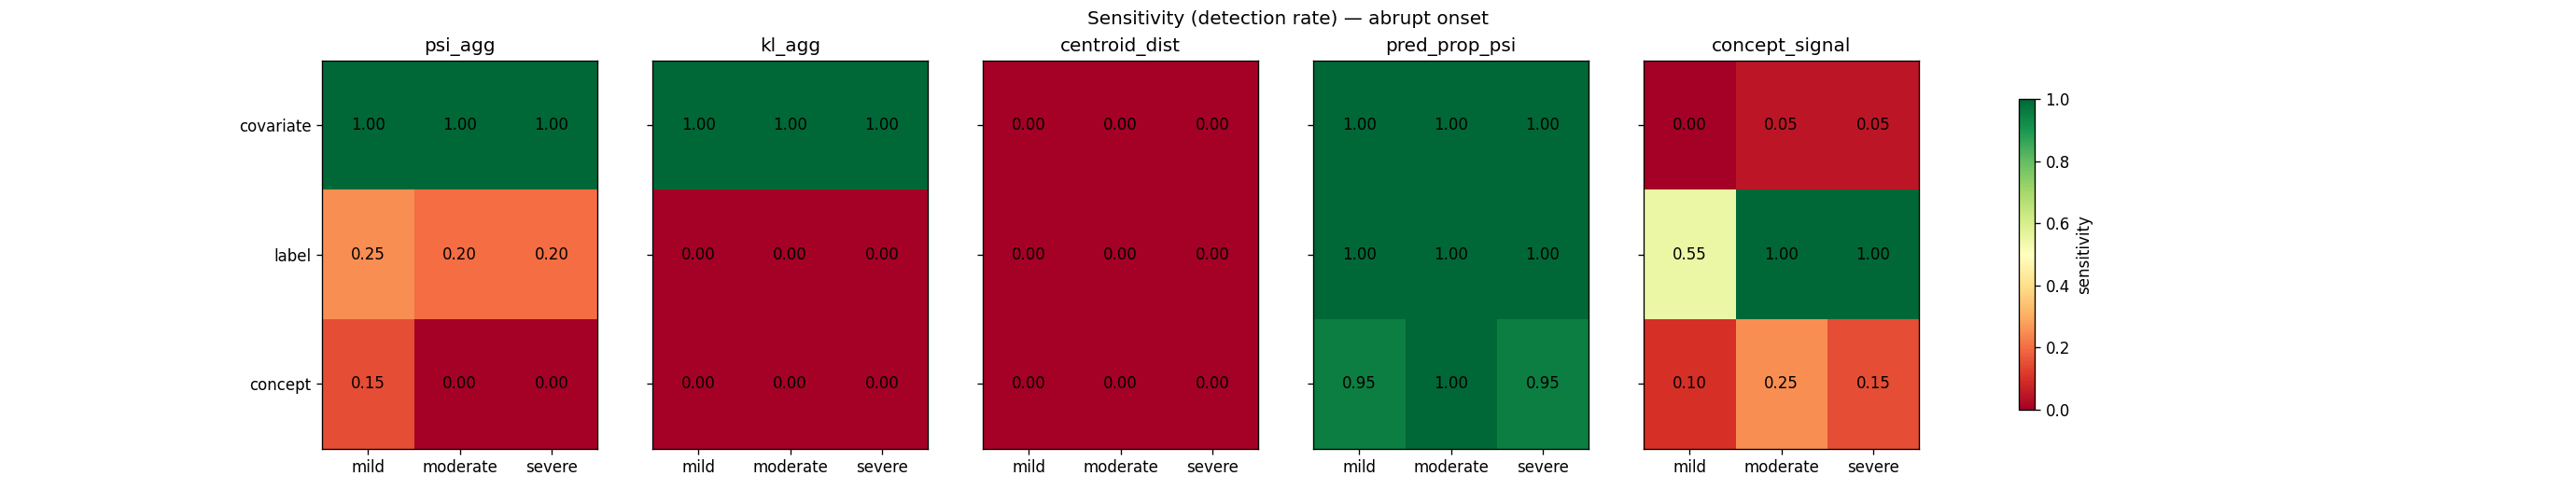 Sensitivity (detection rate) — abrupt onset
psi_agg kl_agg centroid_dist pred_prop_psi concept_signal
covariate 1.00 1.00 1.00 1.00 1.00 1.00 0.00 0.00 0.00 1.00 1.00 1.00 0.00 0.05 0.05
label 0.25 0.20 0.20 0.00 0.00 0.00 0.00 0.00 0.00 1.00 1.00 1.00 0.55 1.00 1.00
concept 0.15 0.00 0.00 0.00 0.00 0.00 0.00 0.00 0.00 0.95 1.00 0.95 0.10 0.25 0.15
mild moderate severe mild moderate severe mild moderate severe mild moderate severe mild moderate severe
1.0
0.8
0.6
0.4
0.2
0.0
sensitivity